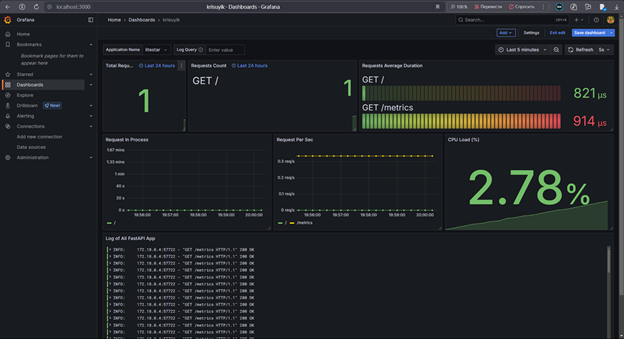 localhost:3000
krisuyik - Dashboards - Grafana
100%
Перевести
Спросить
Grafana
Home > Dashboards > krisuyik
Search...
Add
Settings
Exit edit
Save dashboard
Home
Bookmarks
Bookmark pages for them to appear here
Starred
Dashboards
Explore
Drilldown
New!
Alerting
Connections
Add new connection
Data sources
Administration
Application Name
Log Query
Enter value
Last 5 minutes
Refresh
5s
Total Requ...
Last 24 hours
1
Requests Count
Last 24 hours
GET /
1
Requests Average Duration
GET /
821 µs
GET /metrics
914 µs
Request In Process
1.67 mins
1.33 mins
1 min
40 s
20 s
0 s
19:56:00
19:57:00
19:58:00
19:59:00
20:00:00
/
Request Per Sec
0.3 req/s
0.2 req/s
0.1 req/s
0 req/s
19:56:00
19:57:00
19:58:00
19:59:00
20:00:00
/
/metrics
CPU Load (%)
2.78%
Log of All FastAPI App
> INFO: 172.18.0.4:57722 - "GET /metrics HTTP/1.1" 200 OK
> INFO: 172.18.0.4:57722 - "GET /metrics HTTP/1.1" 200 OK
> INFO: 172.18.0.4:57722 - "GET /metrics HTTP/1.1" 200 OK
> INFO: 172.18.0.4:57722 - "GET /metrics HTTP/1.1" 200 OK
> INFO: 172.18.0.4:57722 - "GET /metrics HTTP/1.1" 200 OK
> INFO: 172.18.0.4:57722 - "GET /metrics HTTP/1.1" 200 OK
> INFO: 172.18.0.4:57722 - "GET /metrics HTTP/1.1" 200 OK
> INFO: 172.18.0.4:57722 - "GET /metrics HTTP/1.1" 200 OK
> INFO: 172.18.0.4:57722 - "GET /metrics HTTP/1.1" 200 OK
> INFO: 172.18.0.4:57722 - "GET /metrics HTTP/1.1" 200 OK
> INFO: 172.18.0.4:57722 - "GET /metrics HTTP/1.1" 200 OK
> INFO: 172.18.0.4:57722 - "GET /metrics HTTP/1.1" 200 OK
> INFO: 172.18.0.4:57722 - "GET /metrics HTTP/1.1" 200 OK